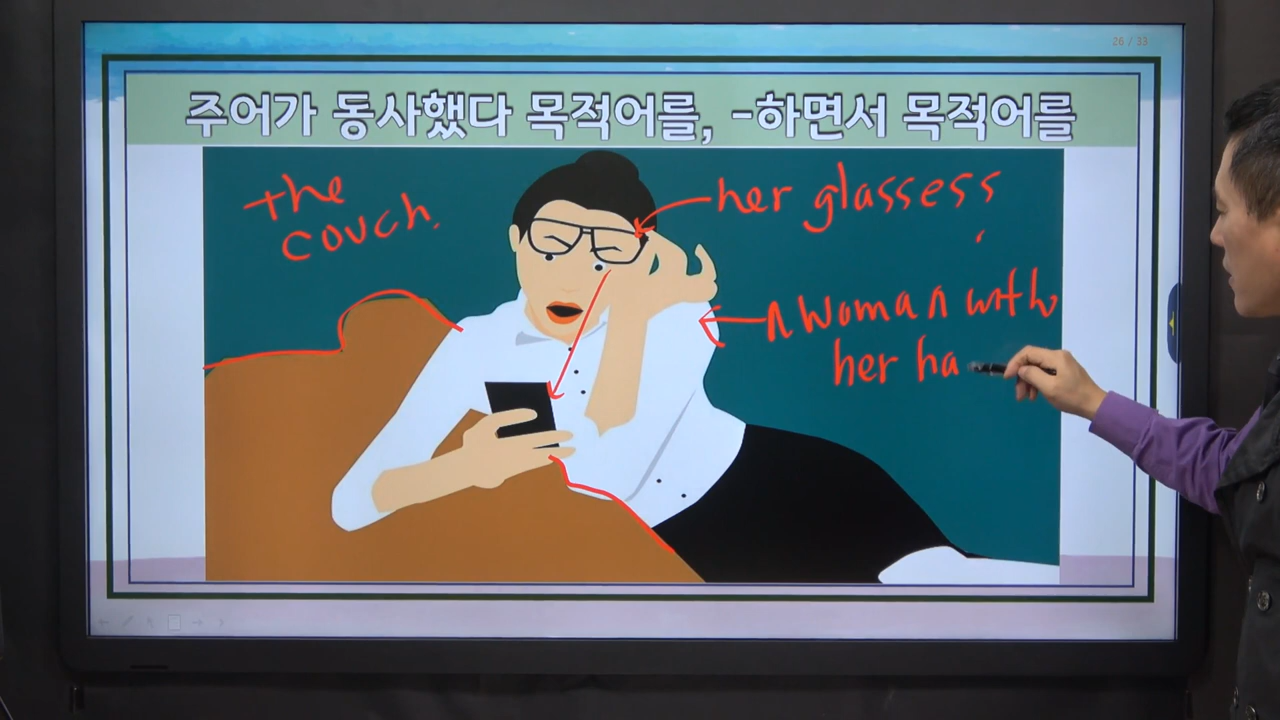 26 / 33
주어가 동사했다 목적어를, -하면서 목적어를
the
couch.
her glassess
A woman with
her ha